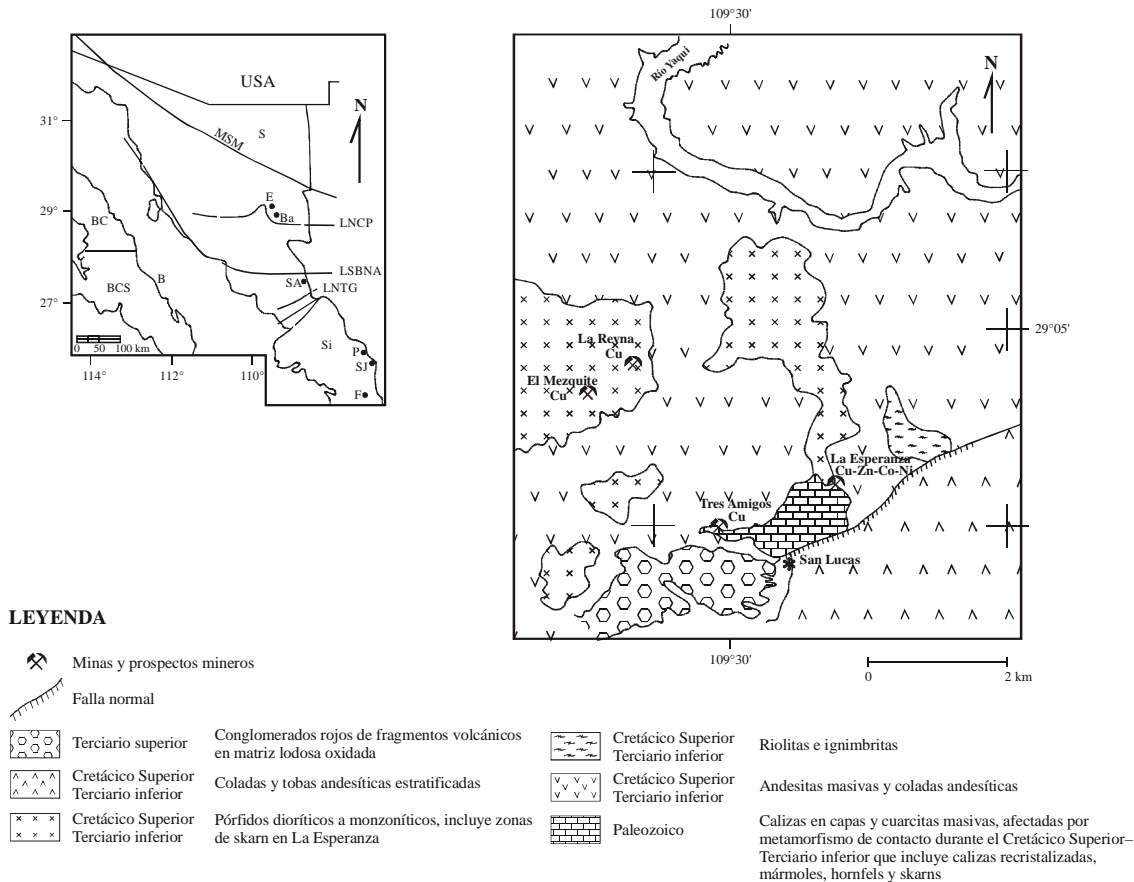 USA
N
31°
29°
27°
S
MSM
E
Ba
LNCP
BC
BCS
B
LSBNA
SA
LNTG
Si
P
SJ
F
0 50 100 km
114°
112°
110°
109°30'
Río Yaqui
N
29°05'
La Reyna
Cu
El Mezquite
Cu
La Esperanza
Cu-Zn-Co-Ni
Tres Amigos
Cu
San Lucas
109°30'
0 2 km
LEYENDA
Minas y prospectos mineros
Falla normal
Terciario superior
Conglomerados rojos de fragmentos volcánicos
en matriz lodosa oxidada
Cretácico Superior
Terciario inferior
Coladas y tobas andesíticas estratificadas
Cretácico Superior
Terciario inferior
Pórfidos dioríticos a monzoníticos, incluye zonas
de skarn en La Esperanza
Cretácico Superior
Terciario inferior
Riolitas e ignimbritas
Cretácico Superior
Terciario inferior
Andesitas masivas y coladas andesíticas
Paleozoico
Calizas en capas y cuarcitas masivas, afectadas por
metamorfismo de contacto durante el Cretácico Superior–
Terciario inferior que incluye calizas recristalizadas,
mármoles, hornfels y skarns